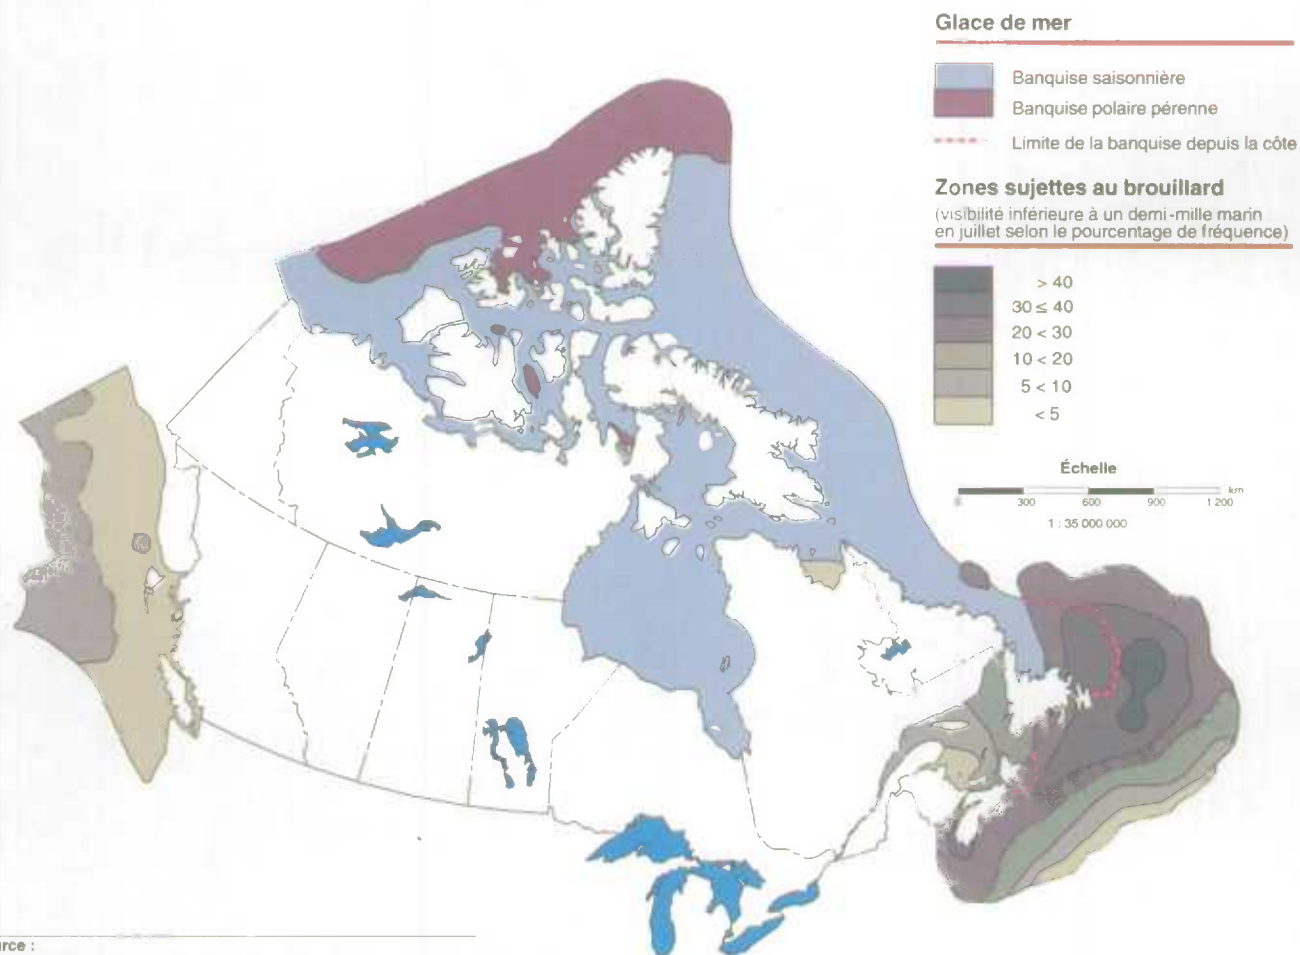 Glace de mer
Banquise saisonnière
Banquise polaire pérenne
Limite de la banquise depuis la côte
Zones sujettes au brouillard
(visibilité inférieure à un demi-mille marin
en juillet selon le pourcentage de fréquence)
> 40
30 ≤ 40
20 < 30
10 < 20
5 < 10
< 5
Échelle
0 300 600 900 1 200 km
1 : 35 000 000
rce :